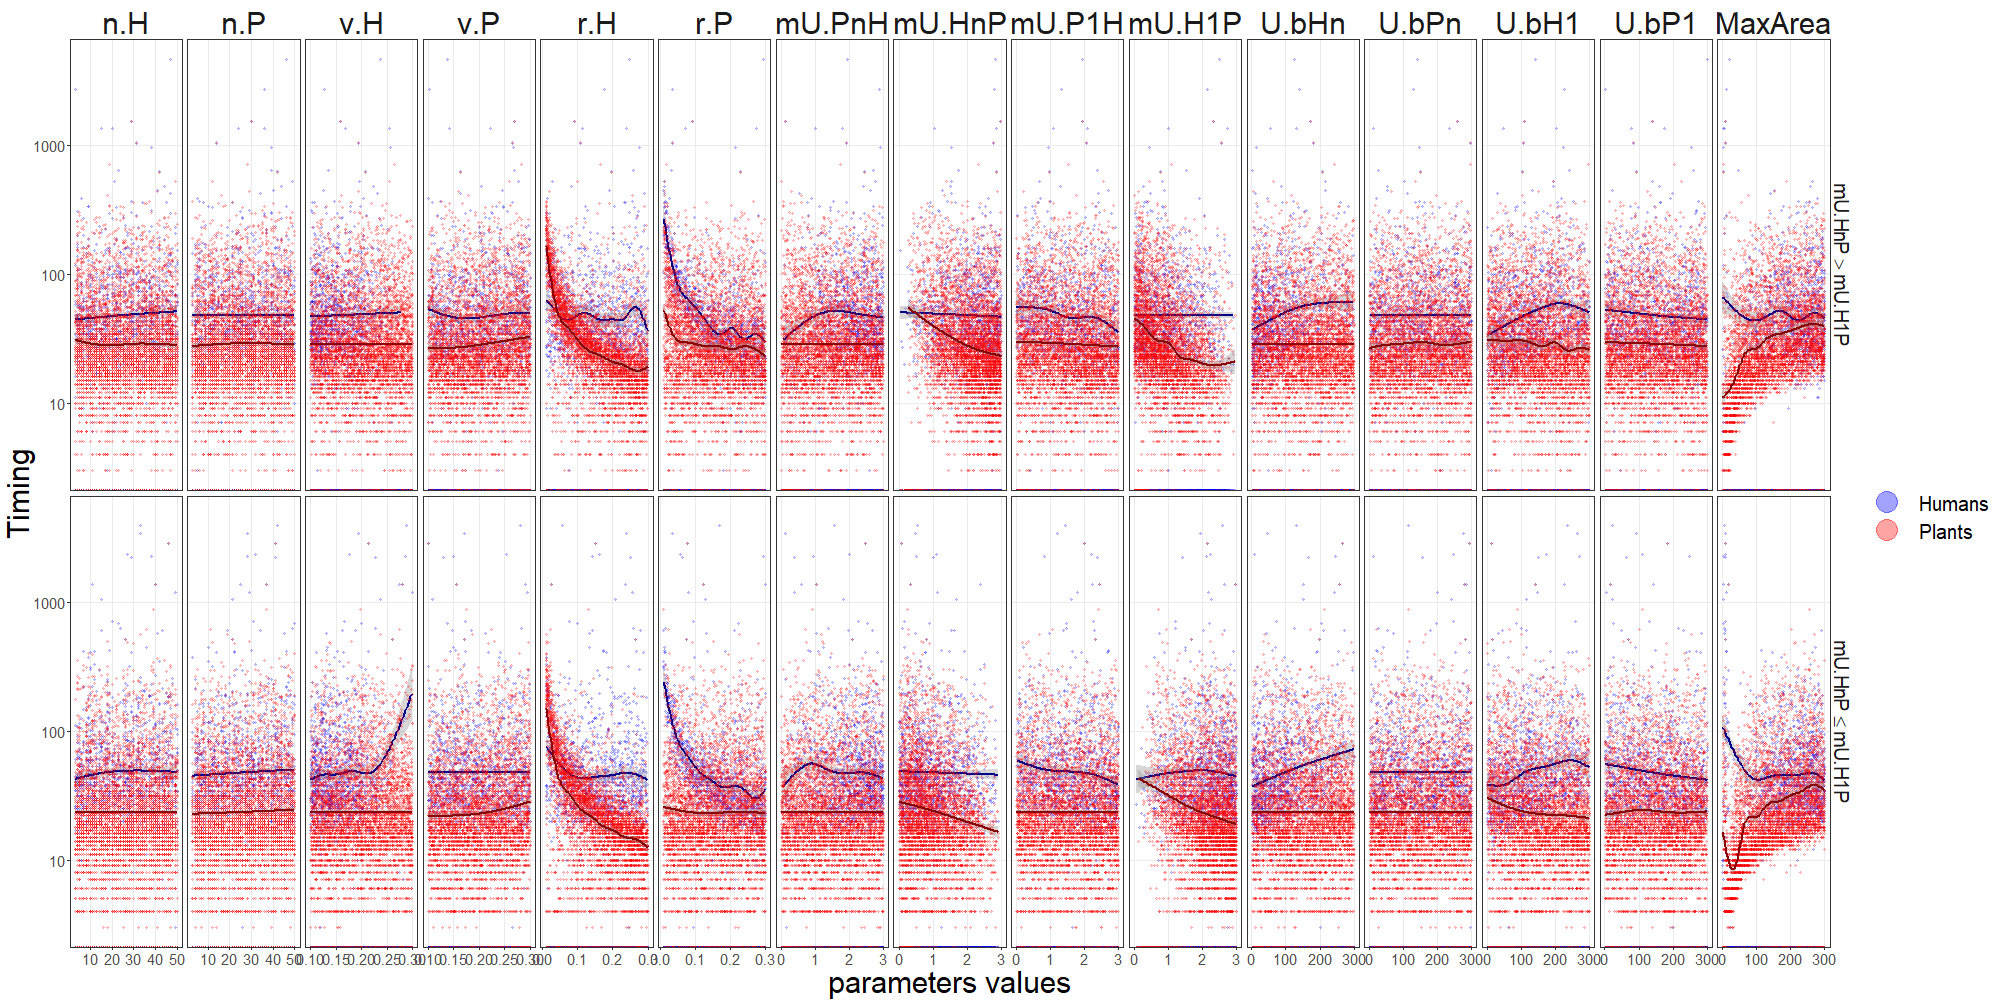 n.H n.P v.H v.P r.H r.P mU.PnH mU.HnP mU.P1H mU.H1P U.bHn U.bPn U.bH1 U.bP1 MaxArea
1000
100
10
mU.HnP > mU.H1P
Timing
Humans
Plants
1000
100
10
mU.HnP ≤ mU.H1P
10 20 30 40 50 10 20 30 40 50 0.10 0.15 0.20 0.25 0.30 0.10 0.15 0.20 0.25 0.30 0.0 0.1 0.2 0.3 0.0 0.1 0.2 0.3 0 1 2 3 0 1 2 3 0 1 2 3 0 1 2 3 0 100 200 300 0 100 200 300 0 100 200 300 0 100 200 300 0 100 200 300
parameters values